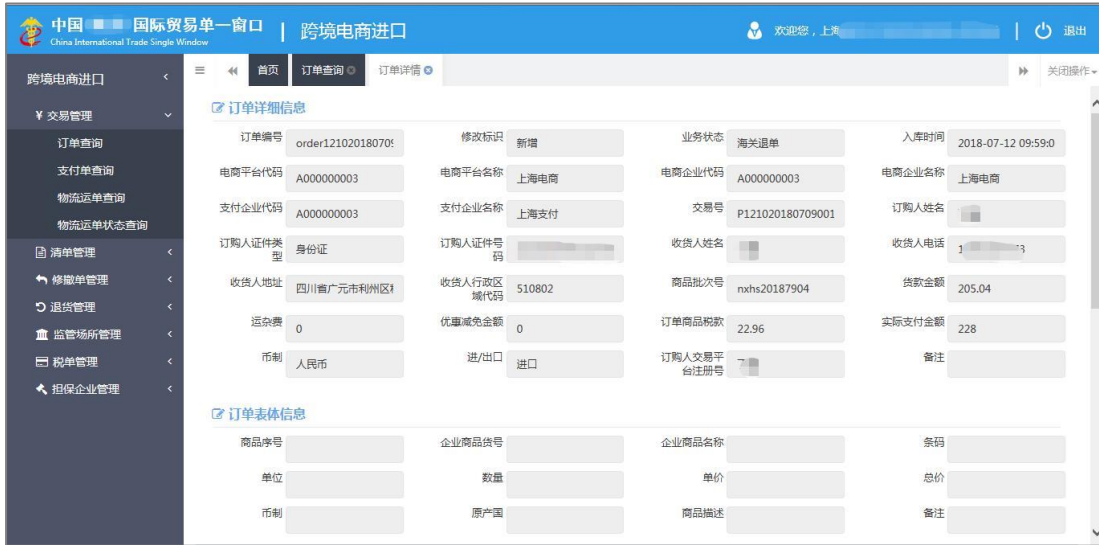 中国 国际贸易单一窗口 | 跨境电商进口 欢迎您，上海 | 退出
China International Trade Single Window
跨境电商进口
首页 订单查询 订单详情 关闭操作
¥ 交易管理
订单查询
支付单查询
物流运单查询
物流运单状态查询
清单管理
修撤单管理
退货管理
监管场所管理
税单管理
担保企业管理
订单详细信息
订单编号 order12102018070 修改标识 新增 业务状态 海关退单 入库时间 2018-07-12 09:59:0
电商平台代码 A000000003 电商平台名称 上海电商 电商企业代码 A000000003 电商企业名称 上海电商
支付企业代码 A000000003 支付企业名称 上海支付 交易号 P121020180709001 订购人姓名
订购人证件类型 身份证 订购人证件号码 收货人姓名 收货人电话 1
收货人地址 四川省广元市利州区 收货人行政区域代码 510802 商品批次号 nxhs20187904 货款金额 205.04
运杂费 0 优惠减免金额 0 订单商品税款 22.96 实际支付金额 228
币制 人民币 进/出口 进口 订购人交易平台注册号 备注
订单表体信息
商品序号 企业商品货号 企业商品名称 条码
单位 数量 单价 总价
币制 原产国 商品描述 备注